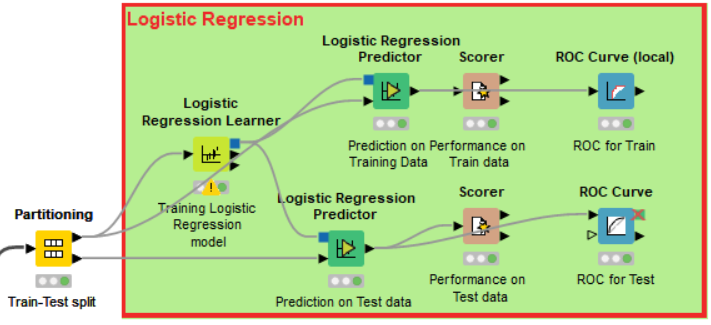 Logistic Regression
Logistic Regression
Predictor
Scorer
ROC Curve (local)
Logistic
Regression Learner
Prediction on
Training Data
Performance on
Train data
ROC for Train
Training Logistic
Regression
model
Logistic Regression
Predictor
Scorer
ROC Curve
Partitioning
Train-Test split
Prediction on Test data
Performance on
Test data
ROC for Test